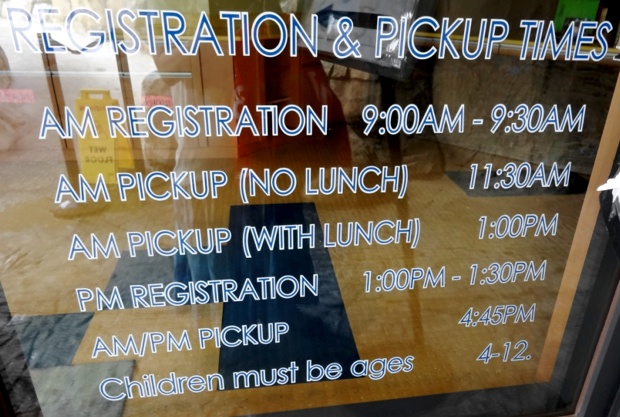 REGISTRATION & PICKUP TIMES
AM REGISTRATION 9:00AM - 9:30AM
AM PICKUP (NO LUNCH) 11:30AM
AM PICKUP (WITH LUNCH) 1:00PM
PM REGISTRATION 1:00PM - 1:30PM
AM/PM PICKUP 4:45PM
Children must be ages 4-12.
WET
FLOOR